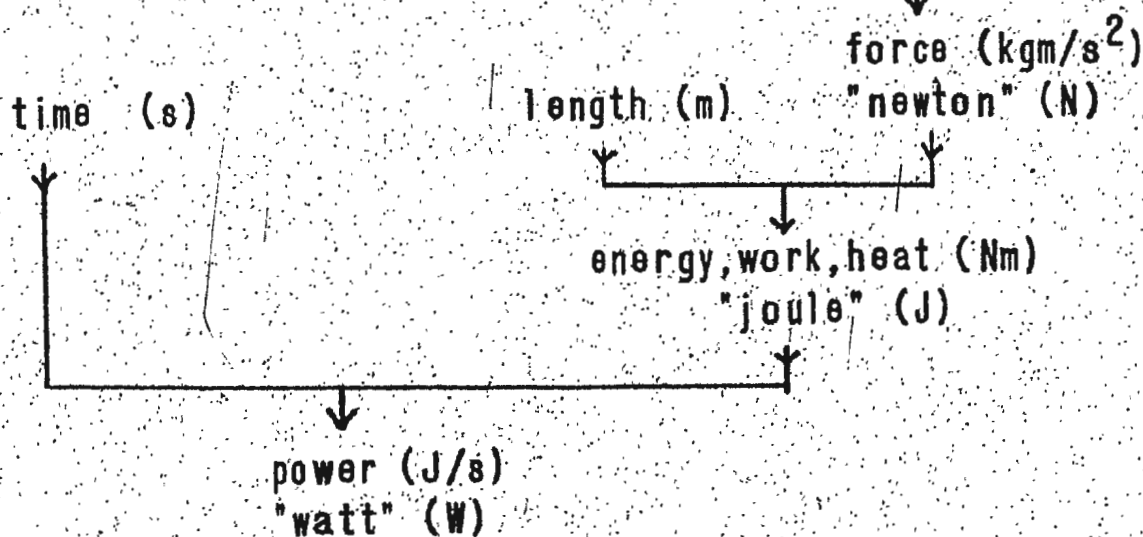 force (kgm/s²)
"newton" (N)
time (s)
length (m)
energy,work,heat (Nm)
"joule" (J)
power (J/s)
"watt" (W)